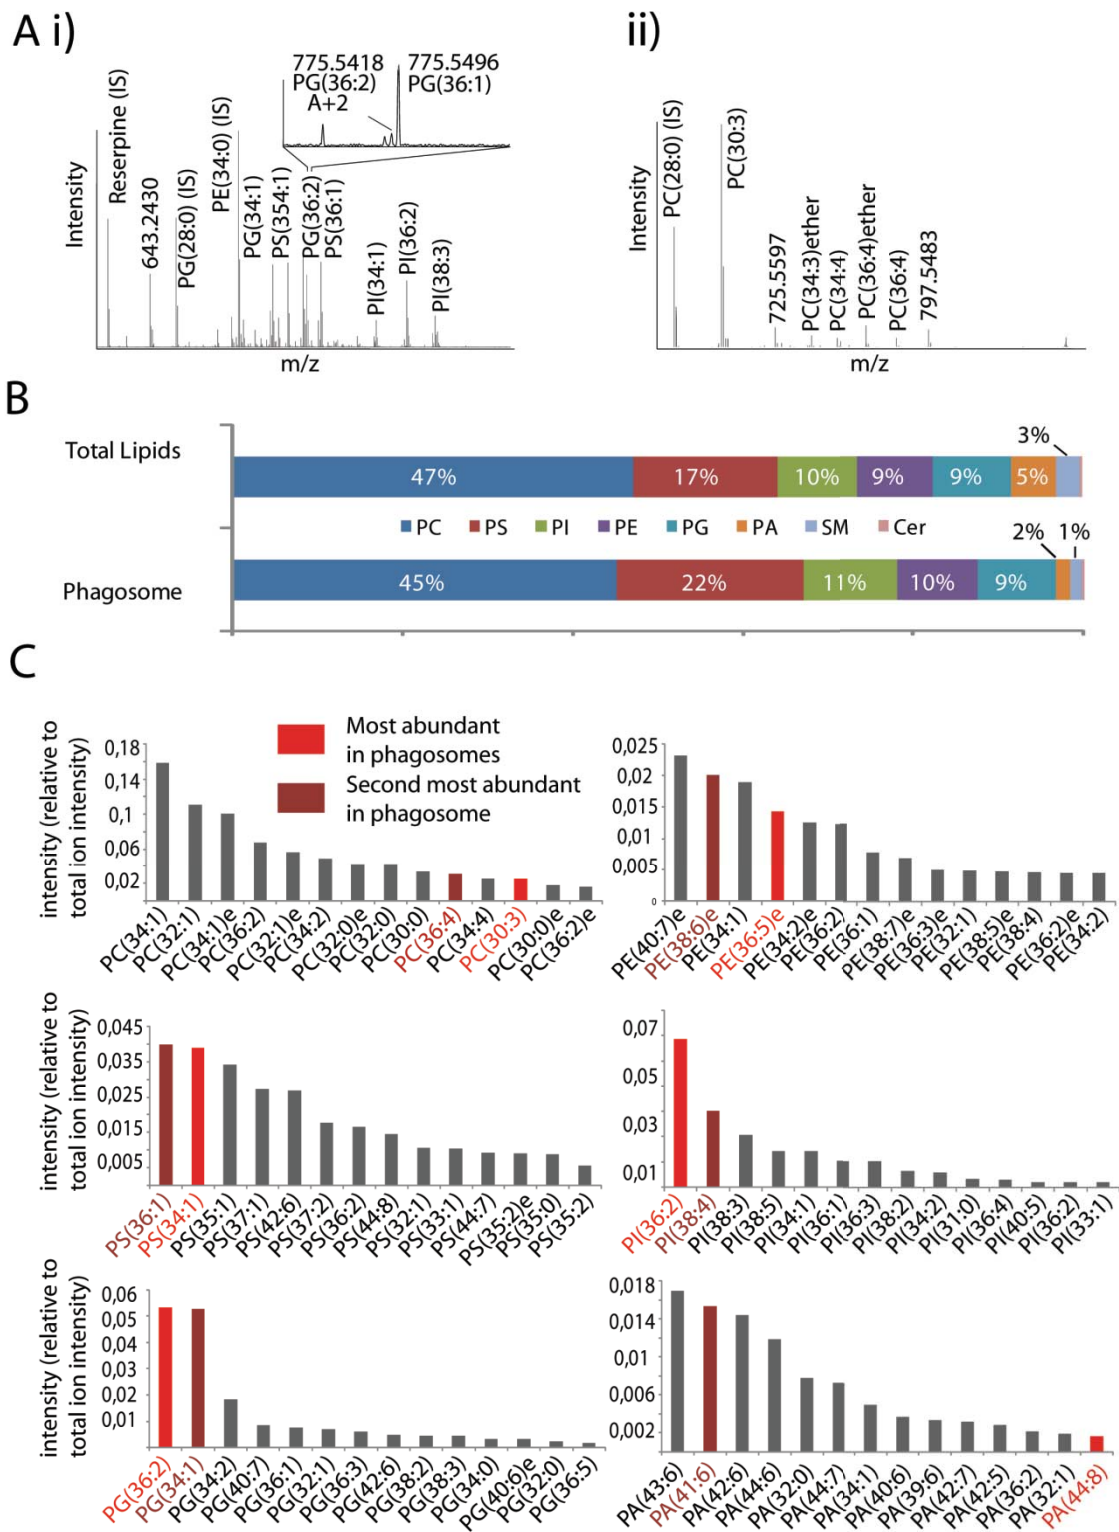 A i)
ii)
775.5418
PG(36:2)
A+2
775.5496
PG(36:1)
Intensity
Reserpine (IS)
643.2430
PG(28:0) (IS)
PE(34:0) (IS)
PG(34:1)
PS(354:1)
PG(36:2)
PS(36:1)
PI(34:1)
PI(36:2)
PI(38:3)
m/z
Intensity
PC(28:0) (IS)
PC(30:3)
725.5597
PC(34:3)ether
PC(34:4)
PC(36:4)ether
PC(36:4)
797.5483
m/z
B
Total Lipids
47% 17% 10% 9% 9% 5% 3%
PC PS PI PE PG PA SM Cer
Phagosome
45% 22% 11% 10% 9% 2% 1%
C
Most abundant
in phagosomes
Second most abundant
in phagosome
intensity (relative to
total ion intensity)
0,18
0,14
0,1
0,06
0,02
PC(34:1)
PC(32:1)
PC(34:1)e
PC(36:2)
PC(32:1)e
PC(34:2)
PC(32:0)e
PC(32:0)
PC(30:0)
PC(36:4)
PC(34:4)
PC(30:3)
PC(30:0)e
PC(36:2)e
0,025
0,02
0,015
0,01
0,005
0
PE(40:7)e
PE(38:6)e
PE(34:1)
PE(36:5)e
PE(34:2)e
PE(36:2)
PE(36:1)
PE(38:7)e
PE(36:3)e
PE(32:1)
PE(38:5)e
PE(38:4)
PE(36:2)e
PE(34:2)
intensity (relative to
total ion intensity)
0,045
0,035
0,025
0,015
0,005
PS(36:1)
PS(34:1)
PS(35:1)
PS(37:1)
PS(42:6)
PS(37:2)
PS(36:2)
PS(44:8)
PS(32:1)
PS(33:1)
PS(44:7)
PS(35:2)e
PS(35:0)
PS(35:2)
0,07
0,05
0,03
0,01
PI(36:2)
PI(38:4)
PI(38:3)
PI(38:5)
PI(34:1)
PI(36:1)
PI(36:3)
PI(38:2)
PI(34:2)
PI(31:0)
PI(36:4)
PI(40:5)
PI(36:2)
PI(33:1)
intensity (relative to
total ion intensity)
0,06
0,05
0,04
0,03
0,02
0,01
PG(36:2)
PG(34:1)
PG(34:2)
PG(40:7)
PG(36:1)
PG(32:1)
PG(36:3)
PG(42:6)
PG(38:2)
PG(38:3)
PG(34:0)
PG(40:6)e
PG(32:0)
PG(36:5)
0,018
0,014
0,01
0,006
0,002
PA(43:6)
PA(41:6)
PA(42:6)
PA(44:6)
PA(32:0)
PA(44:7)
PA(34:1)
PA(40:6)
PA(39:6)
PA(42:7)
PA(42:5)
PA(36:2)
PA(32:1)
PA(44:8)